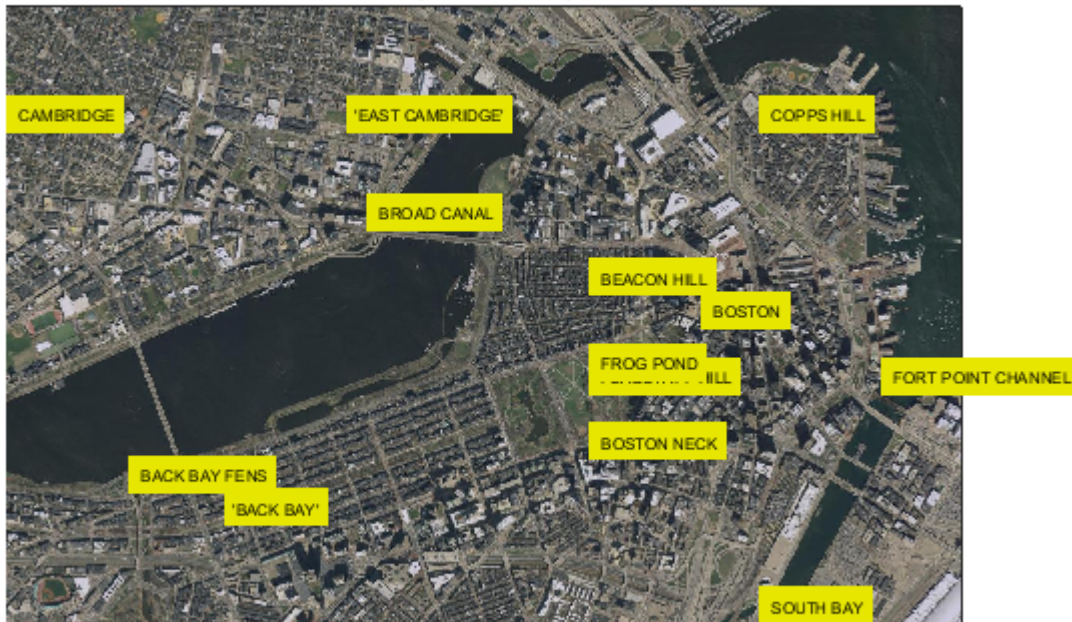 CAMBRIDGE
'EAST CAMBRIDGE'
COPPS HILL
BROAD CANAL
BEACON HILL
BOSTON
FROG POND
HILL
FORT POINT CHANNEL
BOSTON NECK
BACK BAY FENS
'BACK BAY'
SOUTH BAY